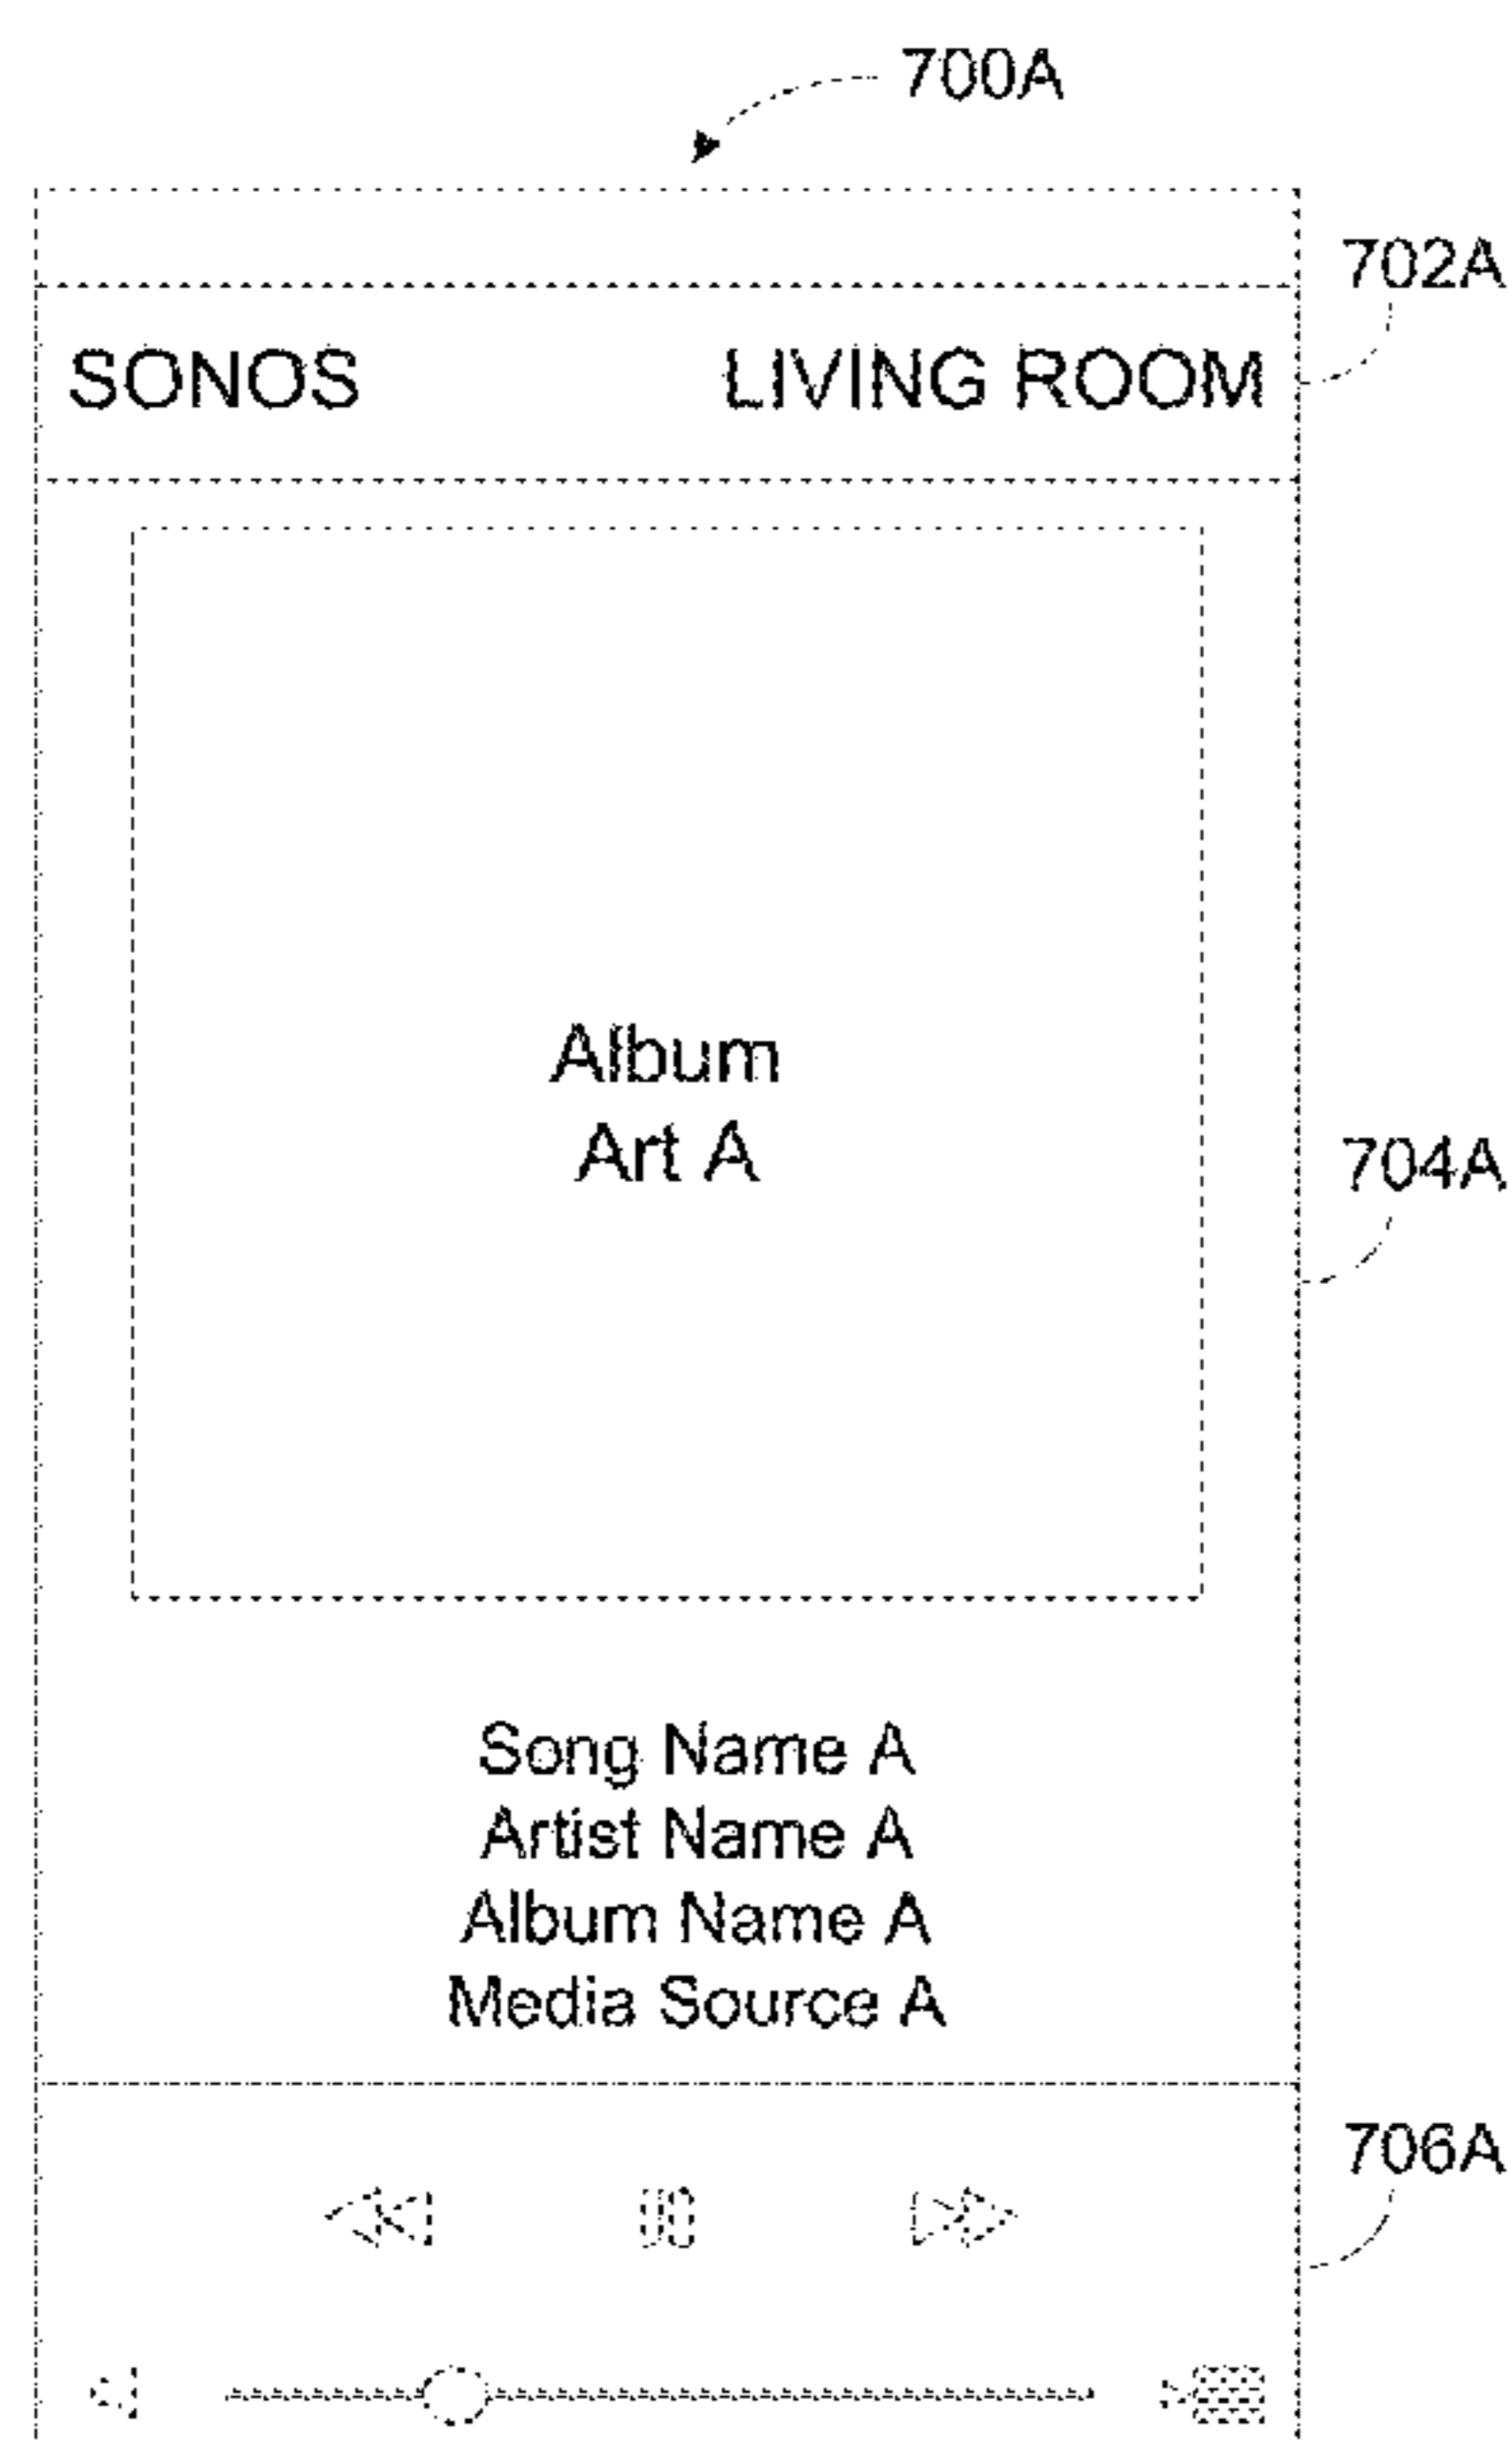 700A
702A
SONOS LIVING ROOM
Album
Art A
704A
Song Name A
Artist Name A
Album Name A
Media Source A
706A